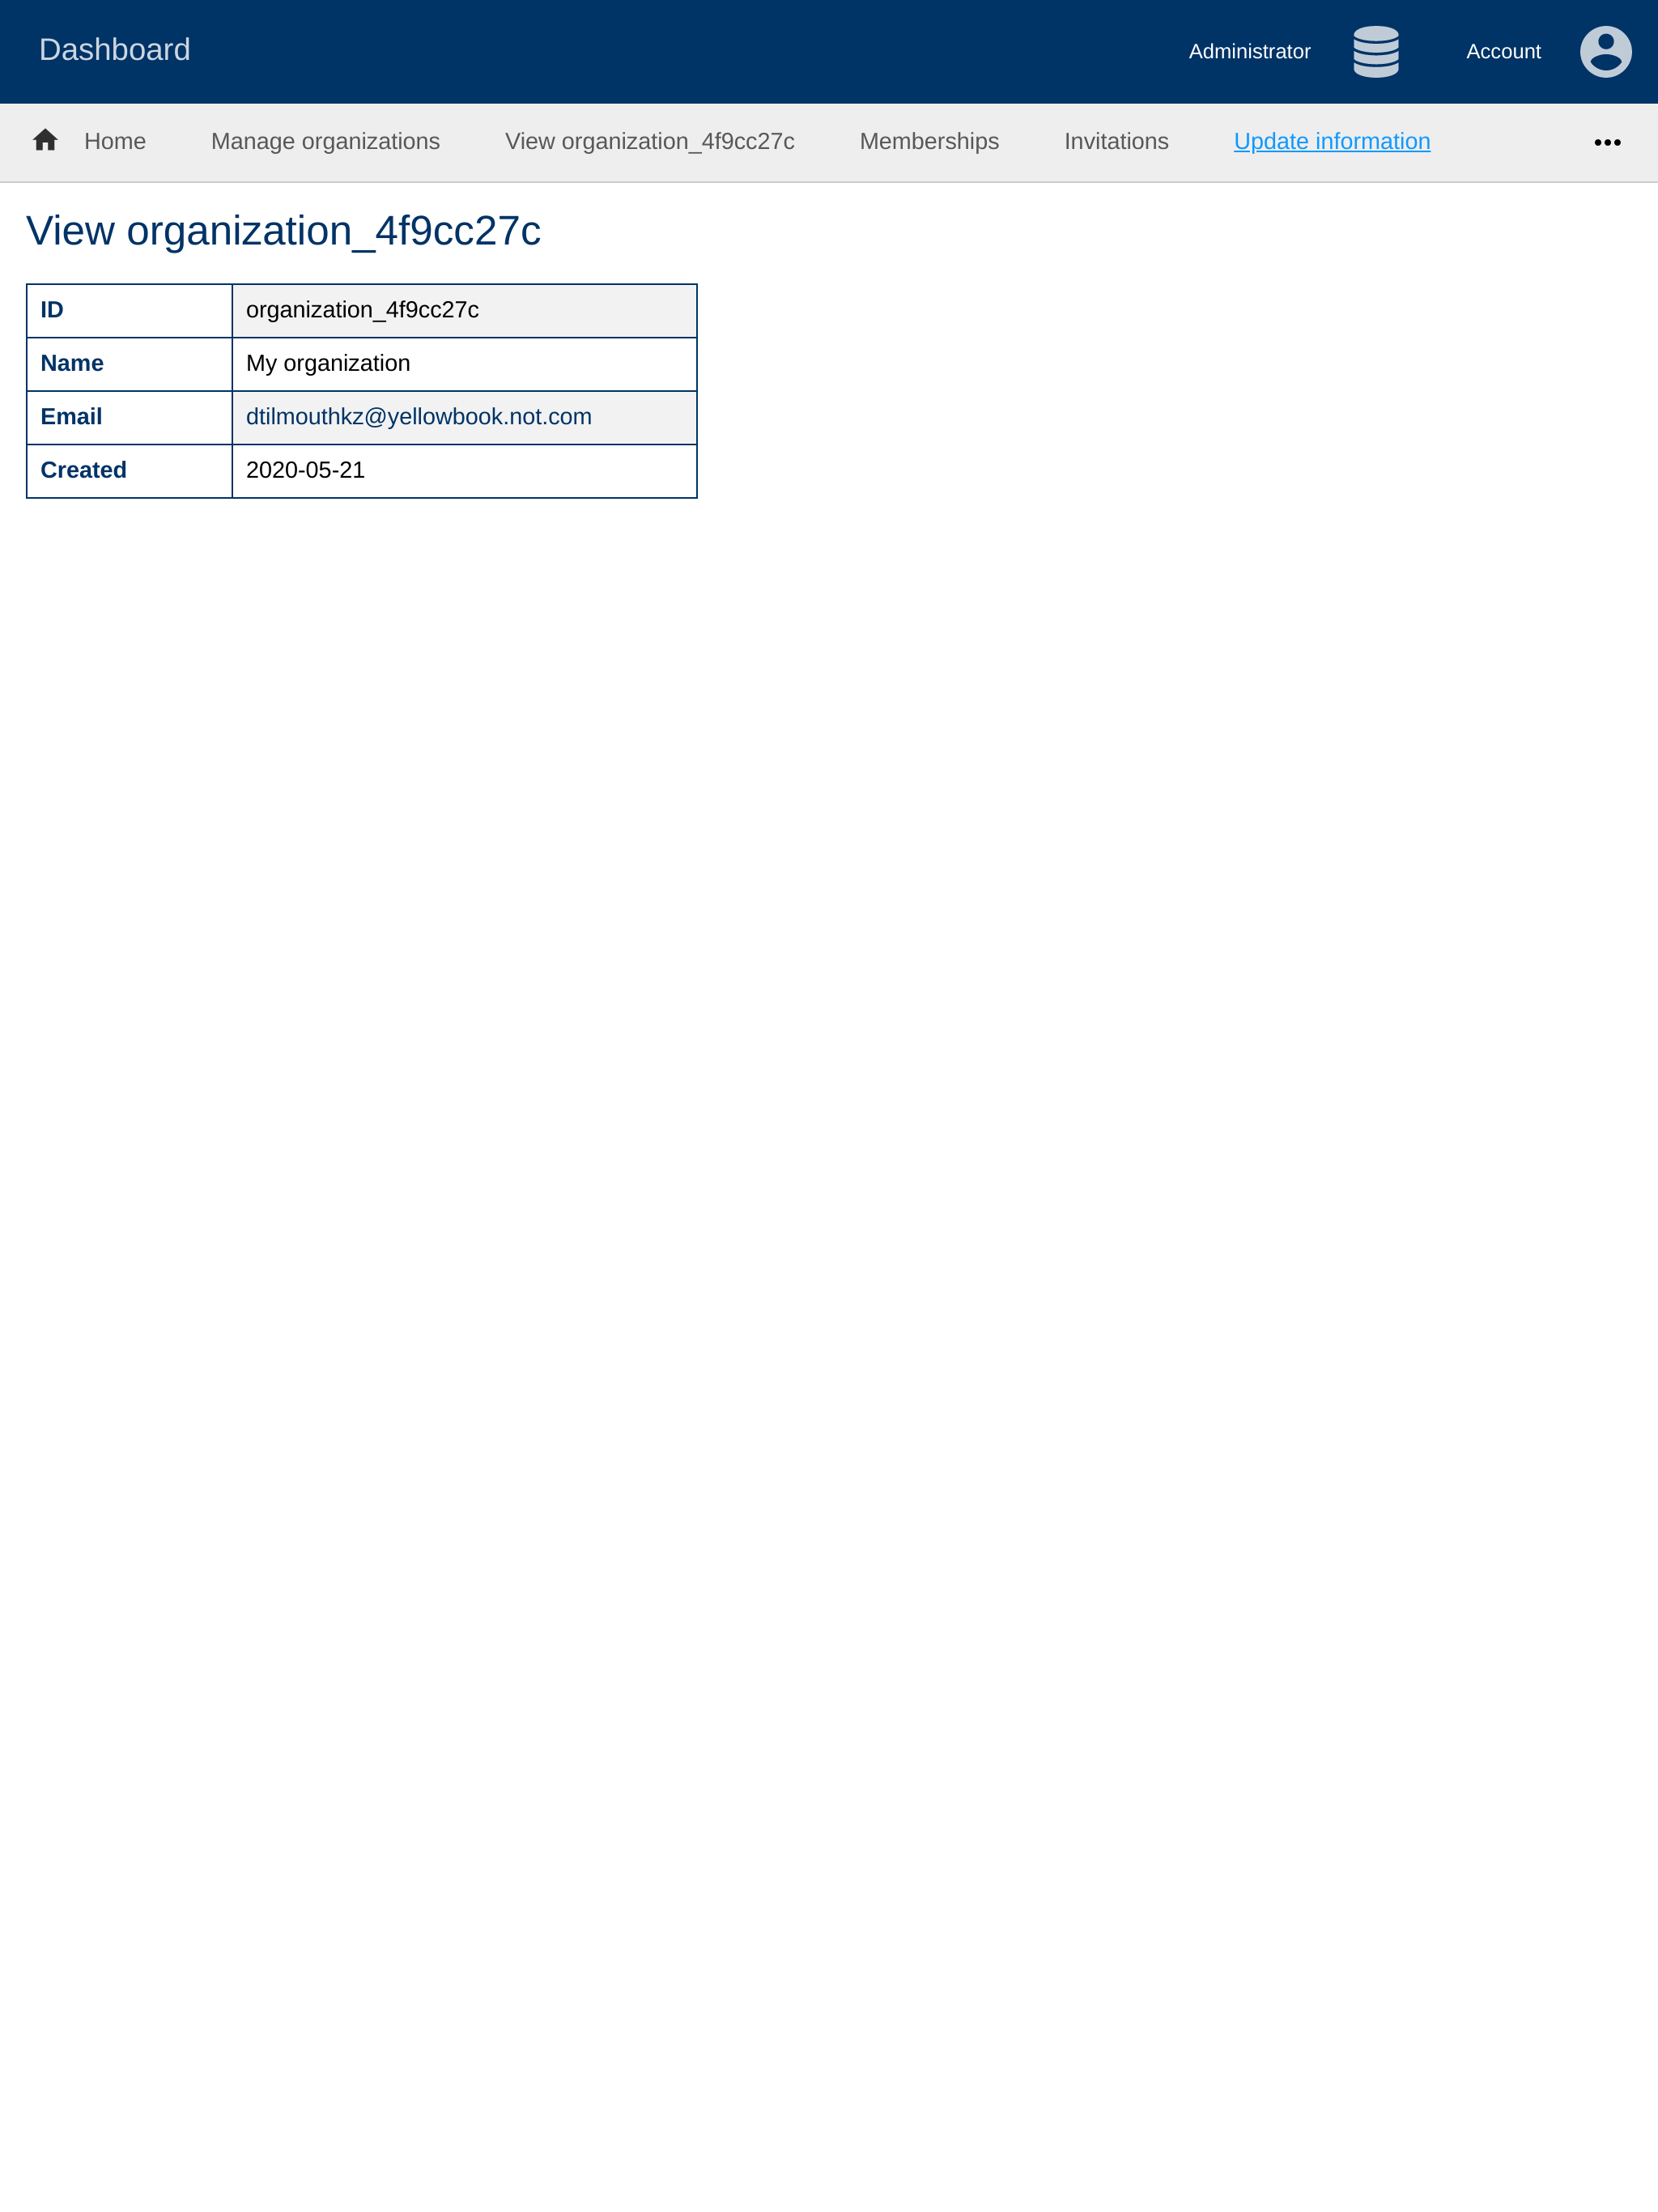 Dashboard Administrator Account
Home Manage organizations View organization_4f9cc27c Memberships Invitations Update information
View organization_4f9cc27c
ID organization_4f9cc27c
Name My organization
Email dtilmouthkz@yellowbook.not.com
Created 2020-05-21